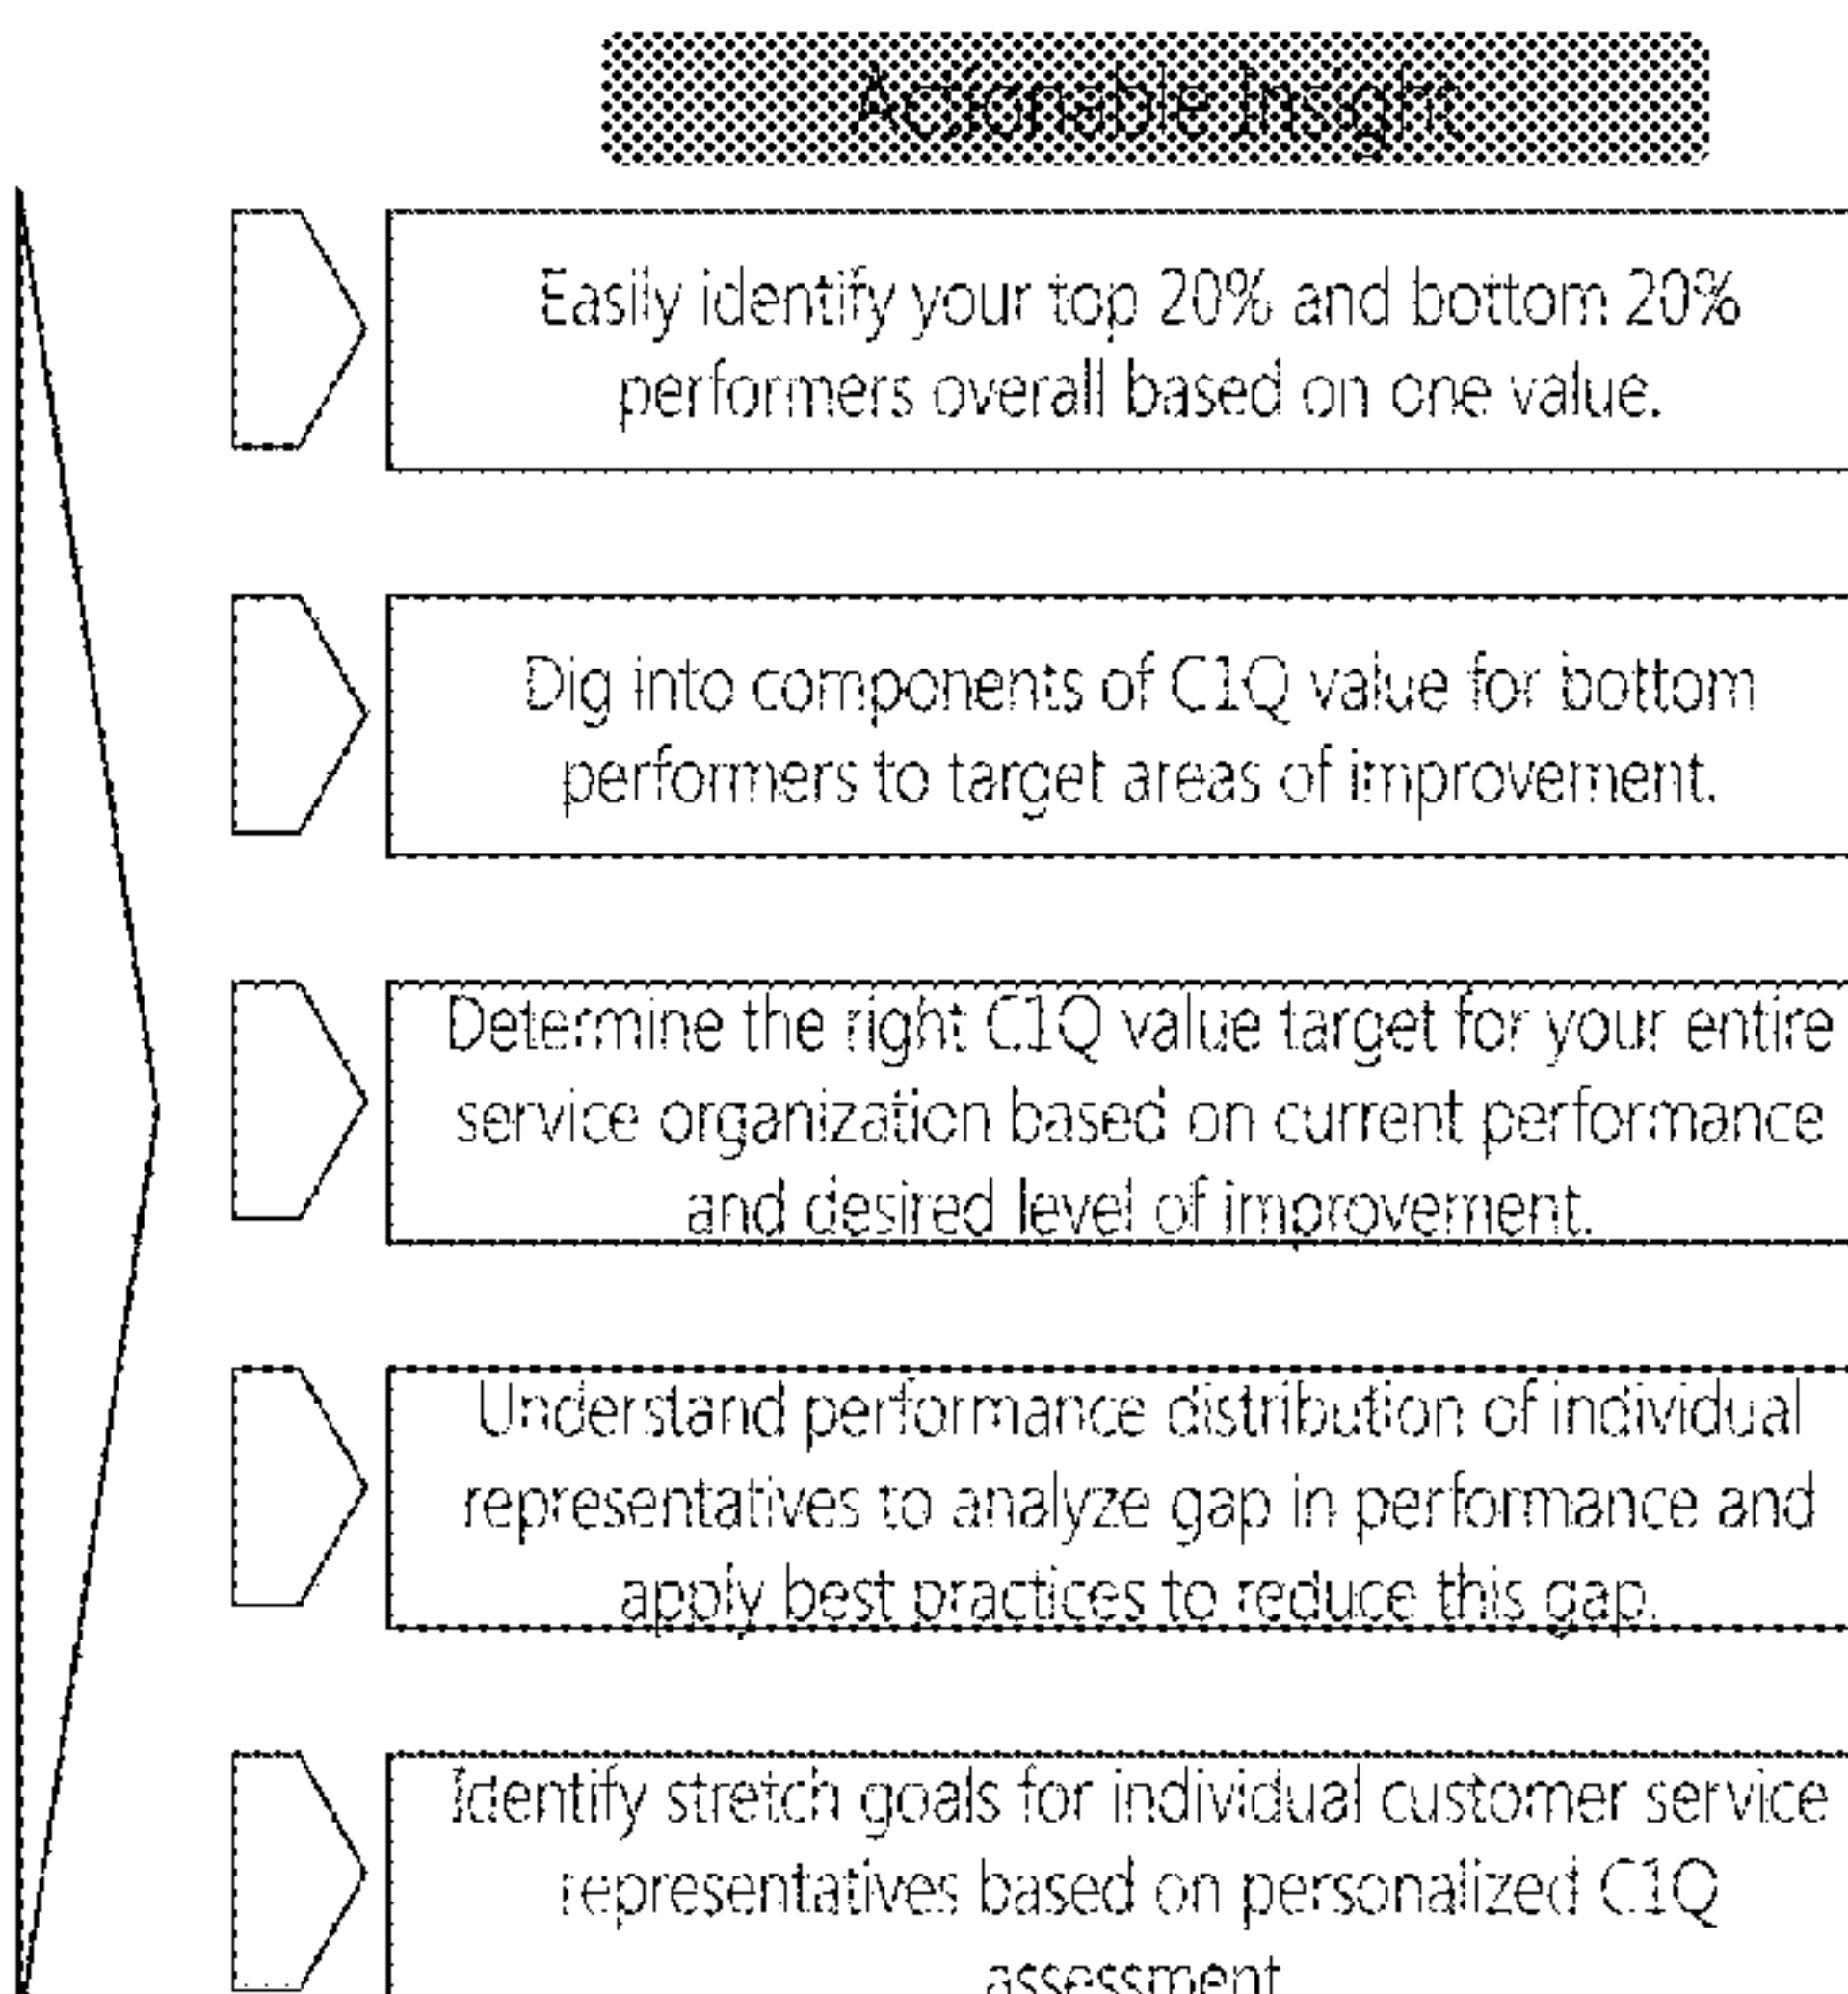 Actionable Insight
Easily identify your top 20% and bottom 20%
performers overall based on one value.
Dig into components of C1Q value for bottom
performers to target areas of improvement.
Determine the right C1Q value target for your entire
service organization based on current performance
and desired level of improvement.
Understand performance distribution of individual
representatives to analyze gap in performance and
apply best practices to reduce this gap.
Identify stretch goals for individual customer service
representatives based on personalized C1Q
assessment